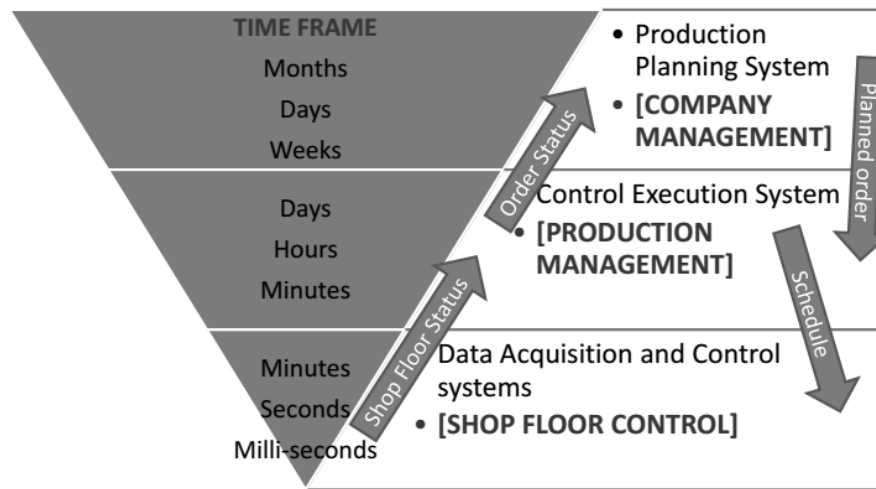 TIME FRAME
Months
Days
Weeks
• Production
Planning System
• [COMPANY
MANAGEMENT]
Planned order
Order Status
Days
Hours
Minutes
Control Execution System
• [PRODUCTION
MANAGEMENT]
Schedule
Shop Floor Status
Minutes
Seconds
Milli-seconds
Data Acquisition and Control
systems
• [SHOP FLOOR CONTROL]